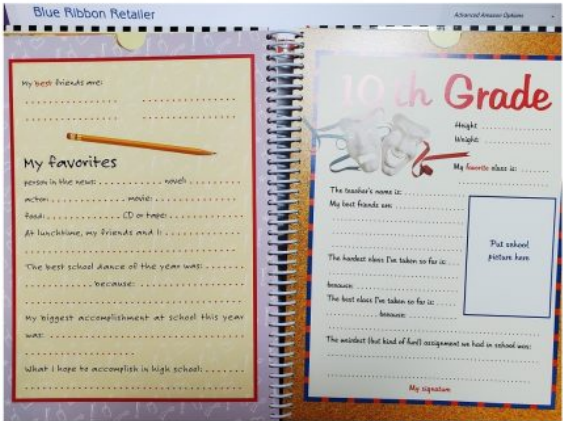 Blue Ribbon Retailer
Advanced Amazon Options
My best friends are:
My favorites
person in the news: novel:
actor: movie:
food: CD or tape:
At lunchtime, my friends and I:
The best school dance of the year was:
because:
My biggest accomplishment at school this year
was:
What I hope to accomplish in high school:
10th Grade
Height
Weight:
My favorite class is:
The teacher's name is:
My best friends are:
The hardest class I've taken so far is:
because:
The best class I've taken so far is:
because:
Put school
picture here
The weirdest (but kind of fun!) assignment we had in school was:
My signature